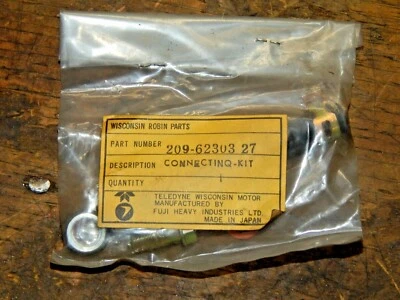 WISCONSIN ROBIN PARTS
PART NUMBER 209-62303 27
DESCRIPTION CONNECTING-KIT
QUANTITY 1
TELEDYNE WISCONSIN MOTOR
MANUFACTURED BY
FUJI HEAVY INDUSTRIES LTD.
MADE IN JAPAN